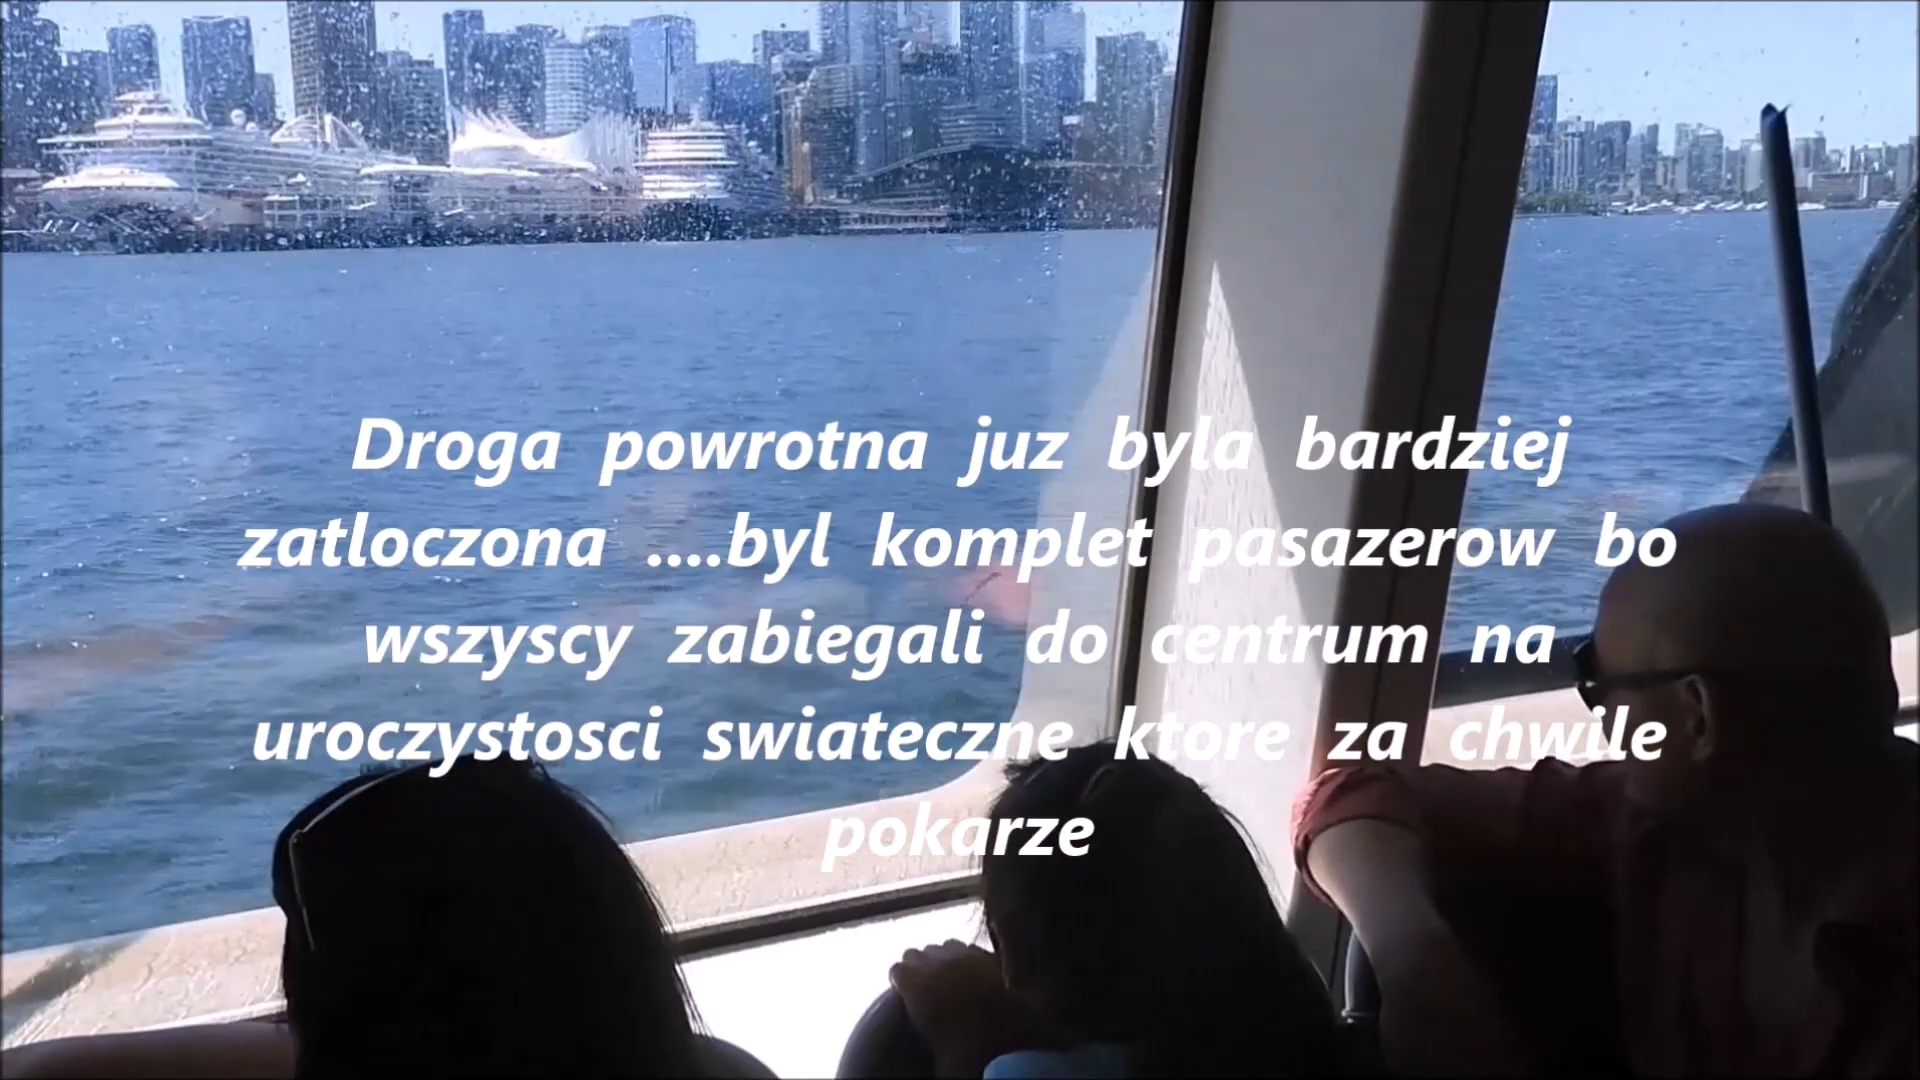 Droga powrotna juz byla bardziej
zatloczona ....byl komplet pasazerow bo
wszyscy zabiegali do centrum na
uroczystosci swiateczne ktore za chwile
pokarze